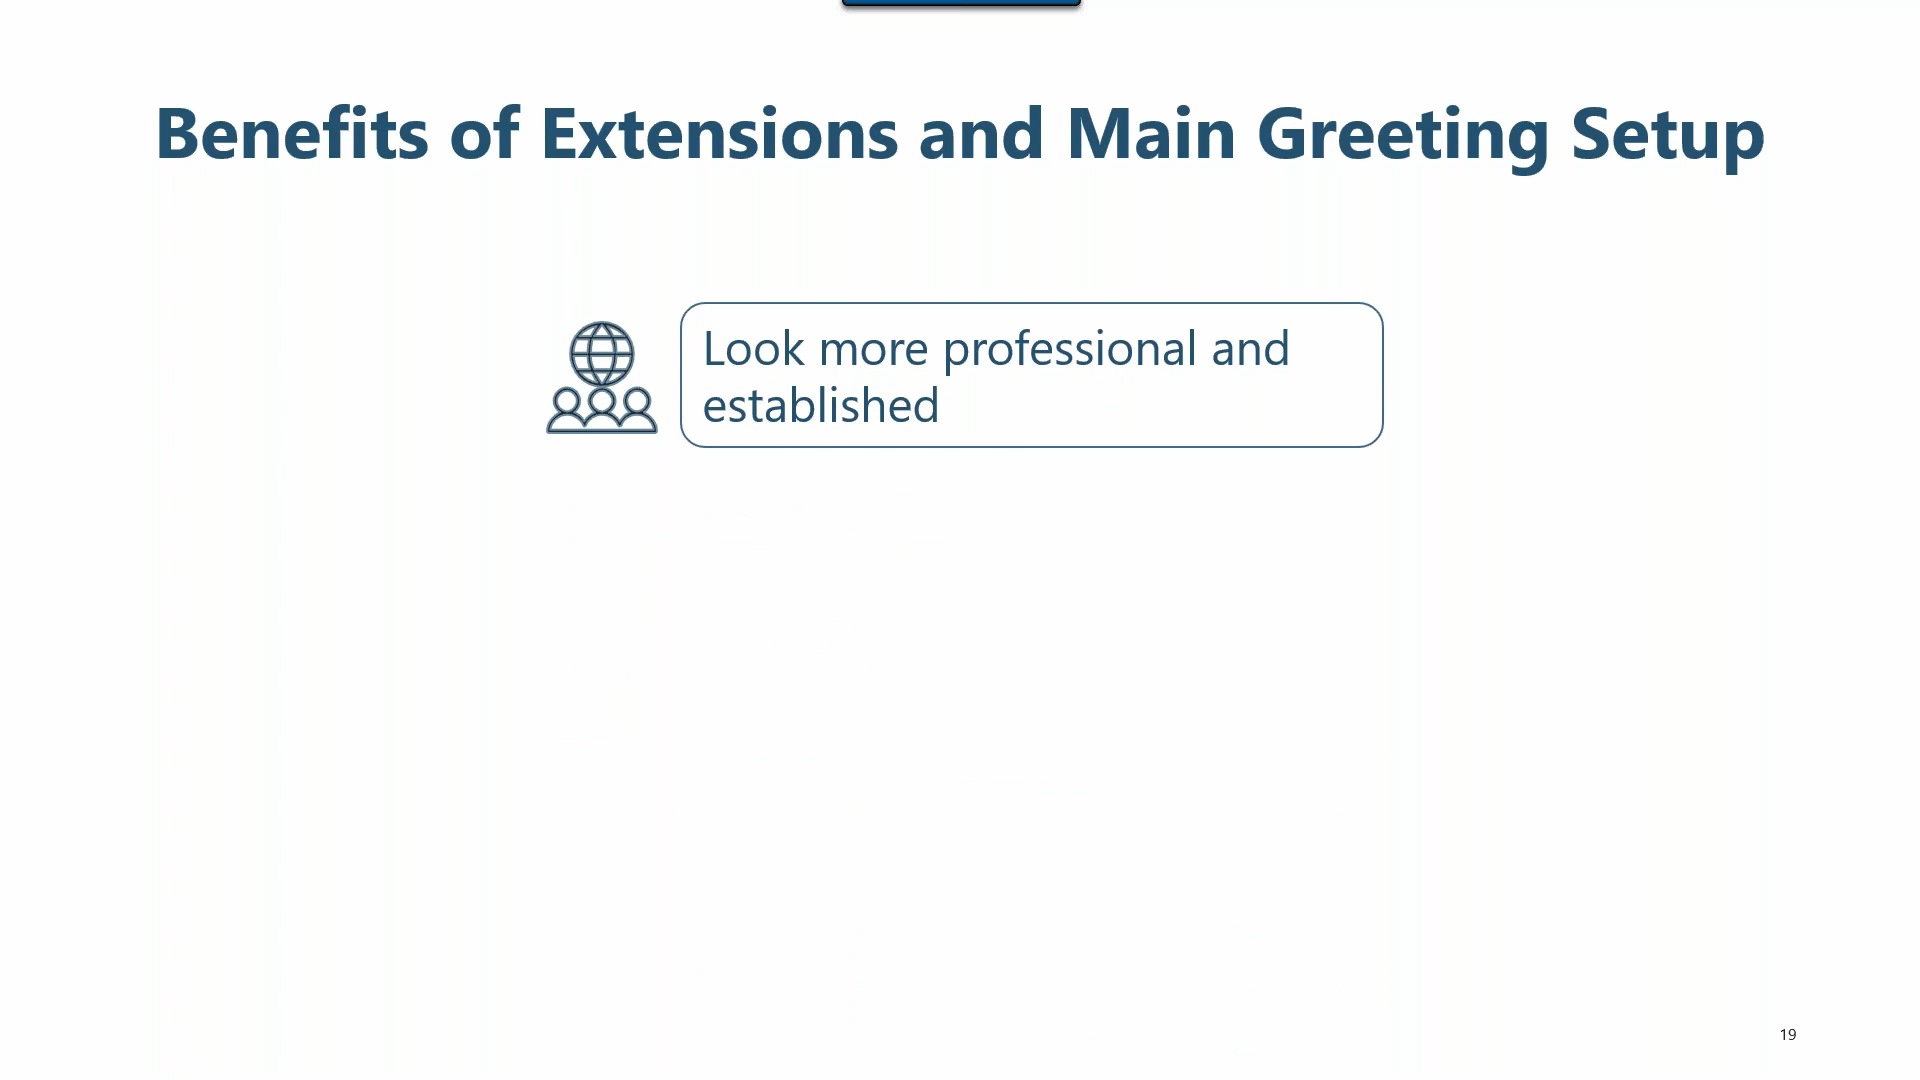 Benefits of Extensions and Main Greeting Setup
Look more professional and
established
19